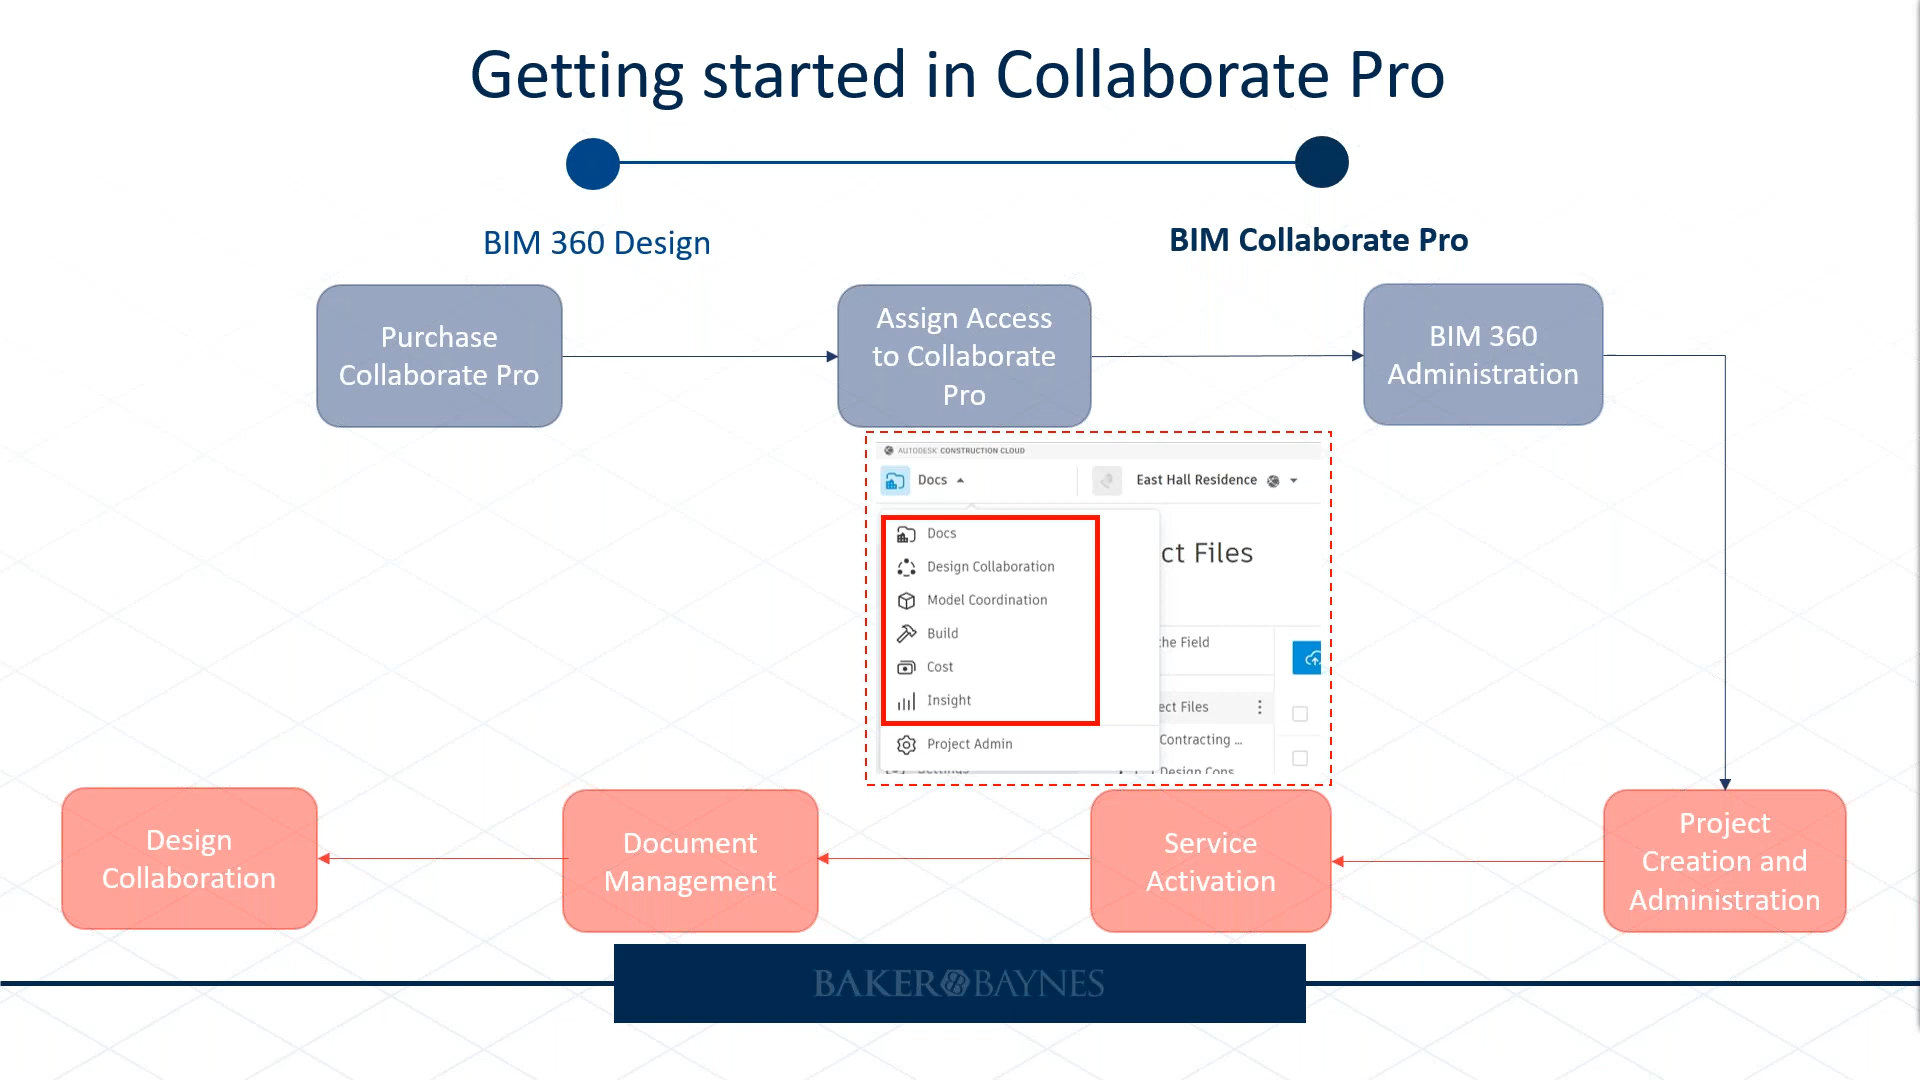 Getting started in Collaborate Pro
BIM 360 Design
BIM Collaborate Pro
Purchase
Collaborate Pro
Assign Access
to Collaborate
Pro
BIM 360
Administration
AUTODESK CONSTRUCTION CLOUD
Docs
East Hall Residence
Docs
Design Collaboration
Model Coordination
Build
Cost
Insight
Project Admin
Settings
ct Files
he Field
ect Files
Contracting ...
Design Cons
Design
Collaboration
Document
Management
Service
Activation
Project
Creation and
Administration
BAKER BAYNES